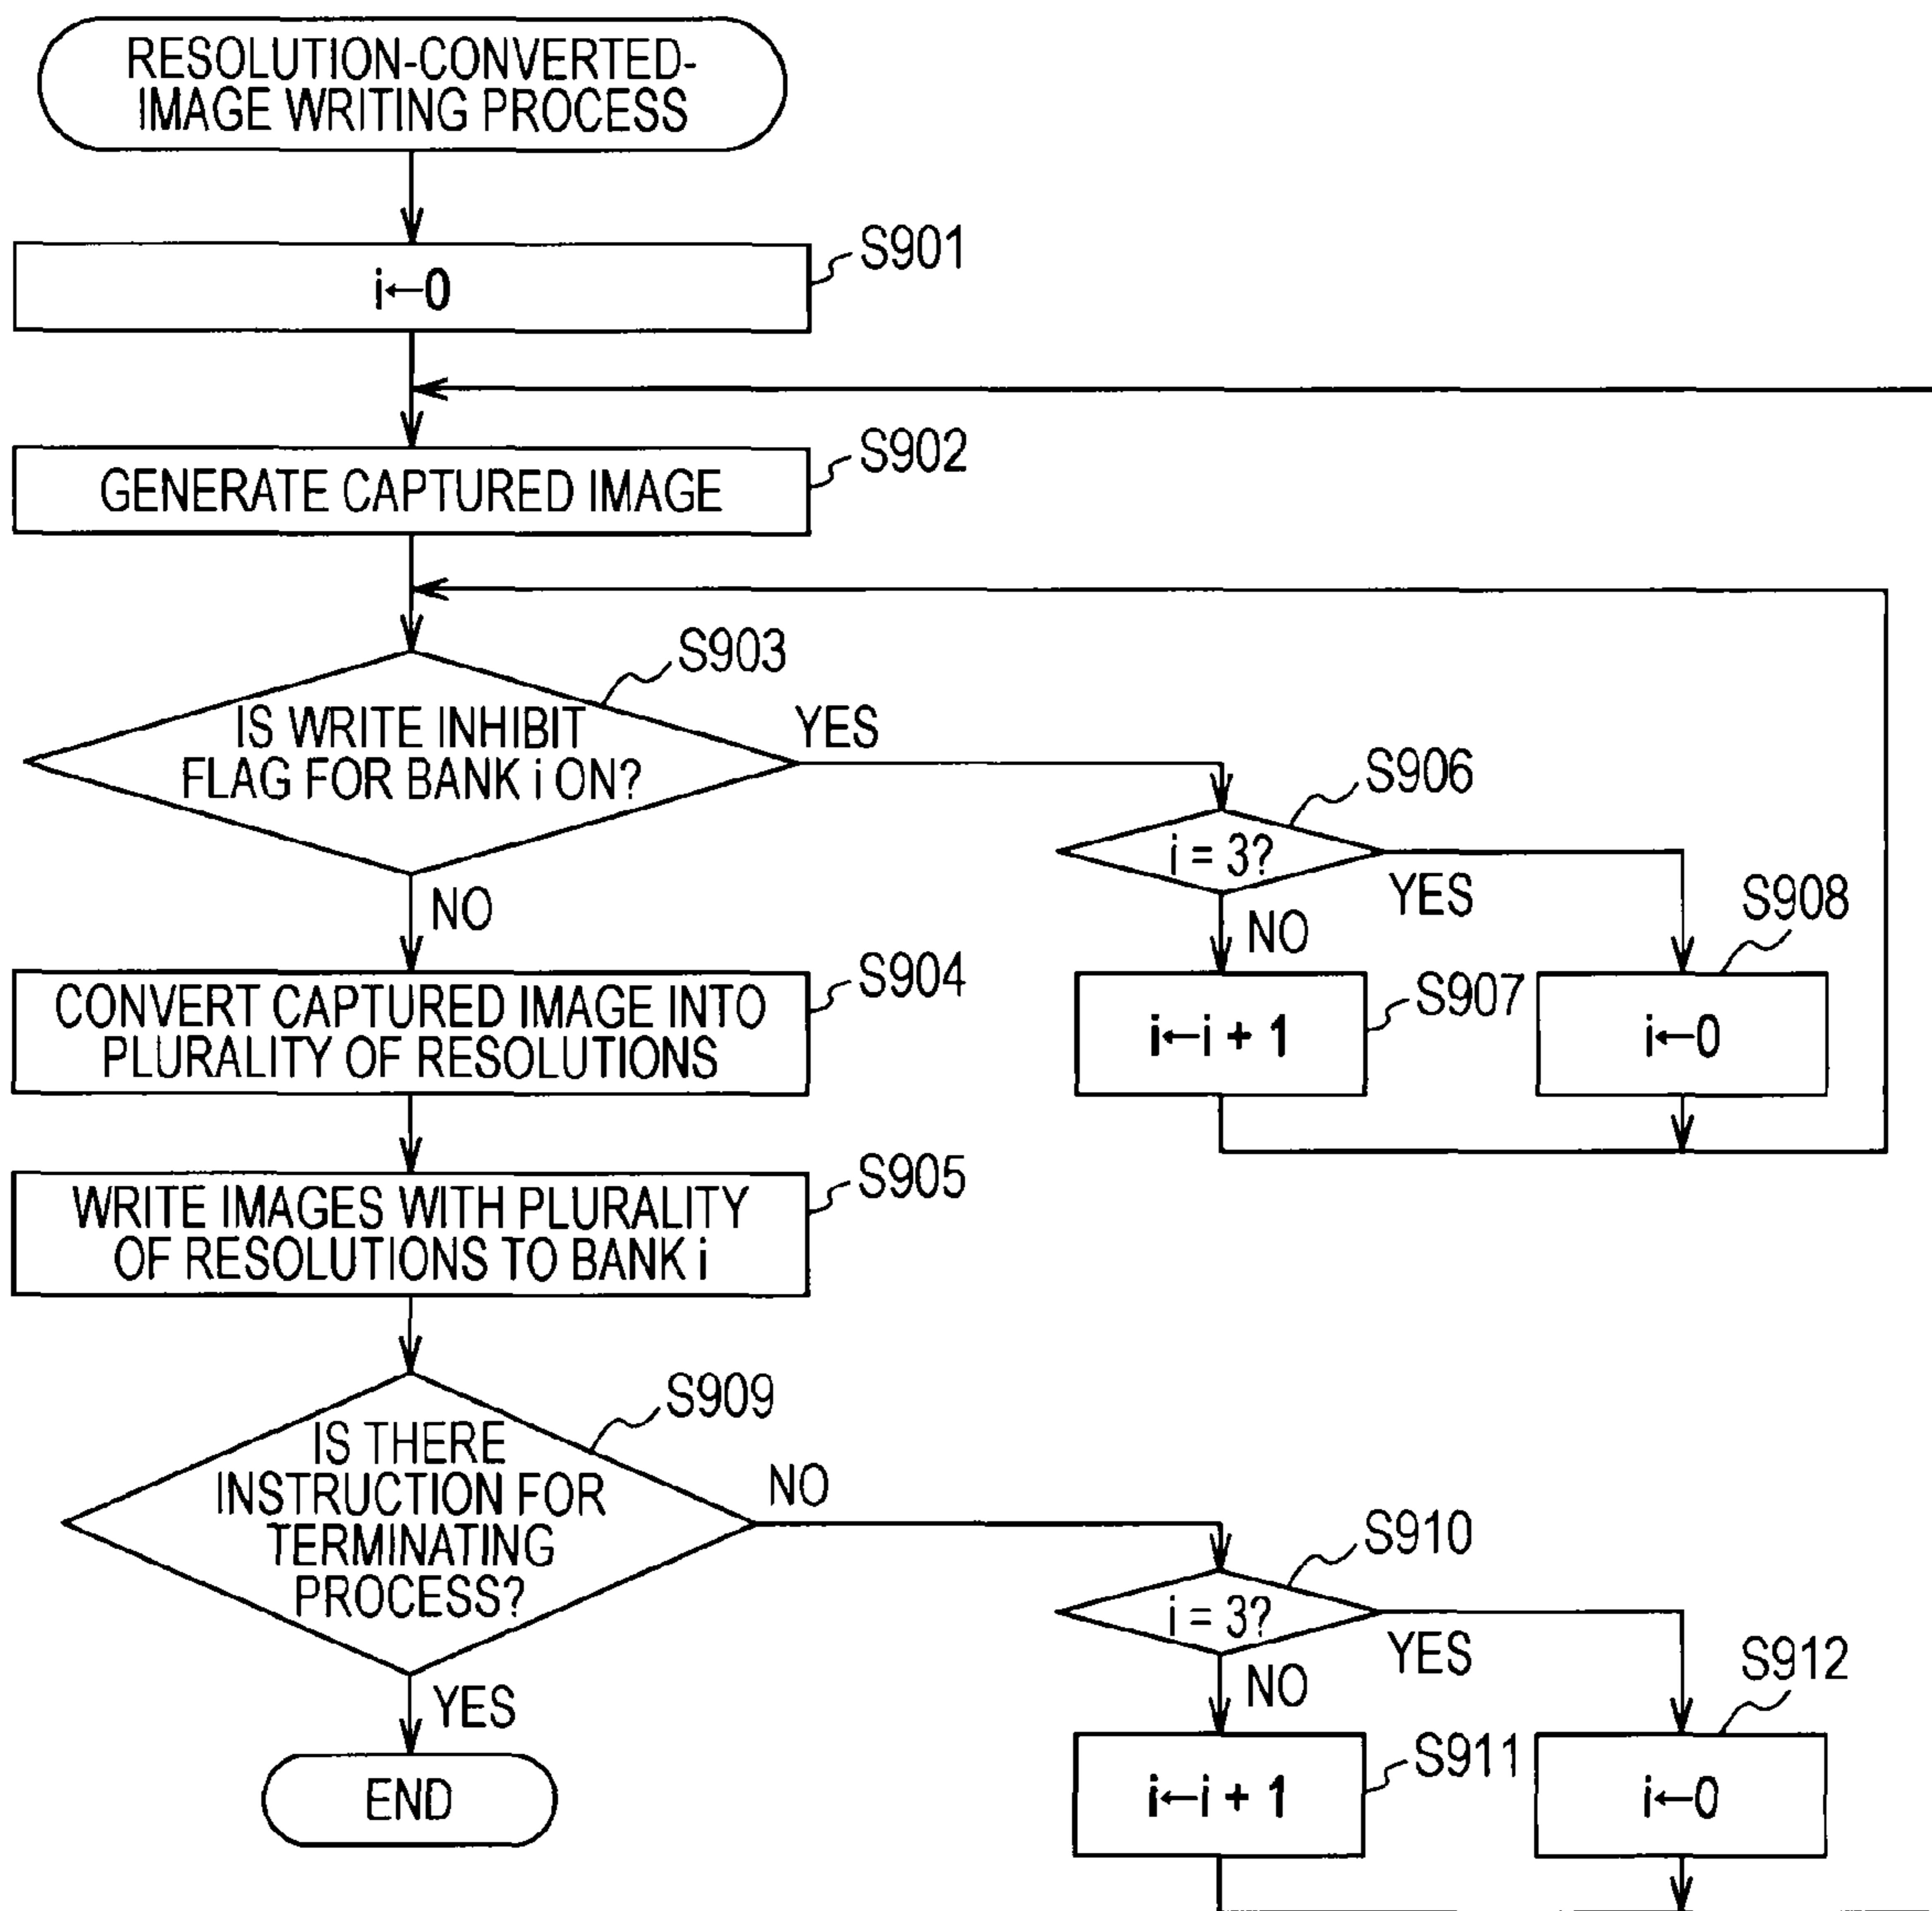 RESOLUTION-CONVERTED-
IMAGE WRITING PROCESS
S901
i←0
S902
GENERATE CAPTURED IMAGE
S903
IS WRITE INHIBIT
FLAG FOR BANK i ON?
YES
NO
S906
i = 3?
YES
NO
S908
S904
CONVERT CAPTURED IMAGE INTO
PLURALITY OF RESOLUTIONS
S907
i←i + 1
i←0
S905
WRITE IMAGES WITH PLURALITY
OF RESOLUTIONS TO BANK i
S909
IS THERE
INSTRUCTION FOR
TERMINATING
PROCESS?
NO
YES
S910
i = 3?
YES
NO
S912
S911
i←i + 1
i←0
END